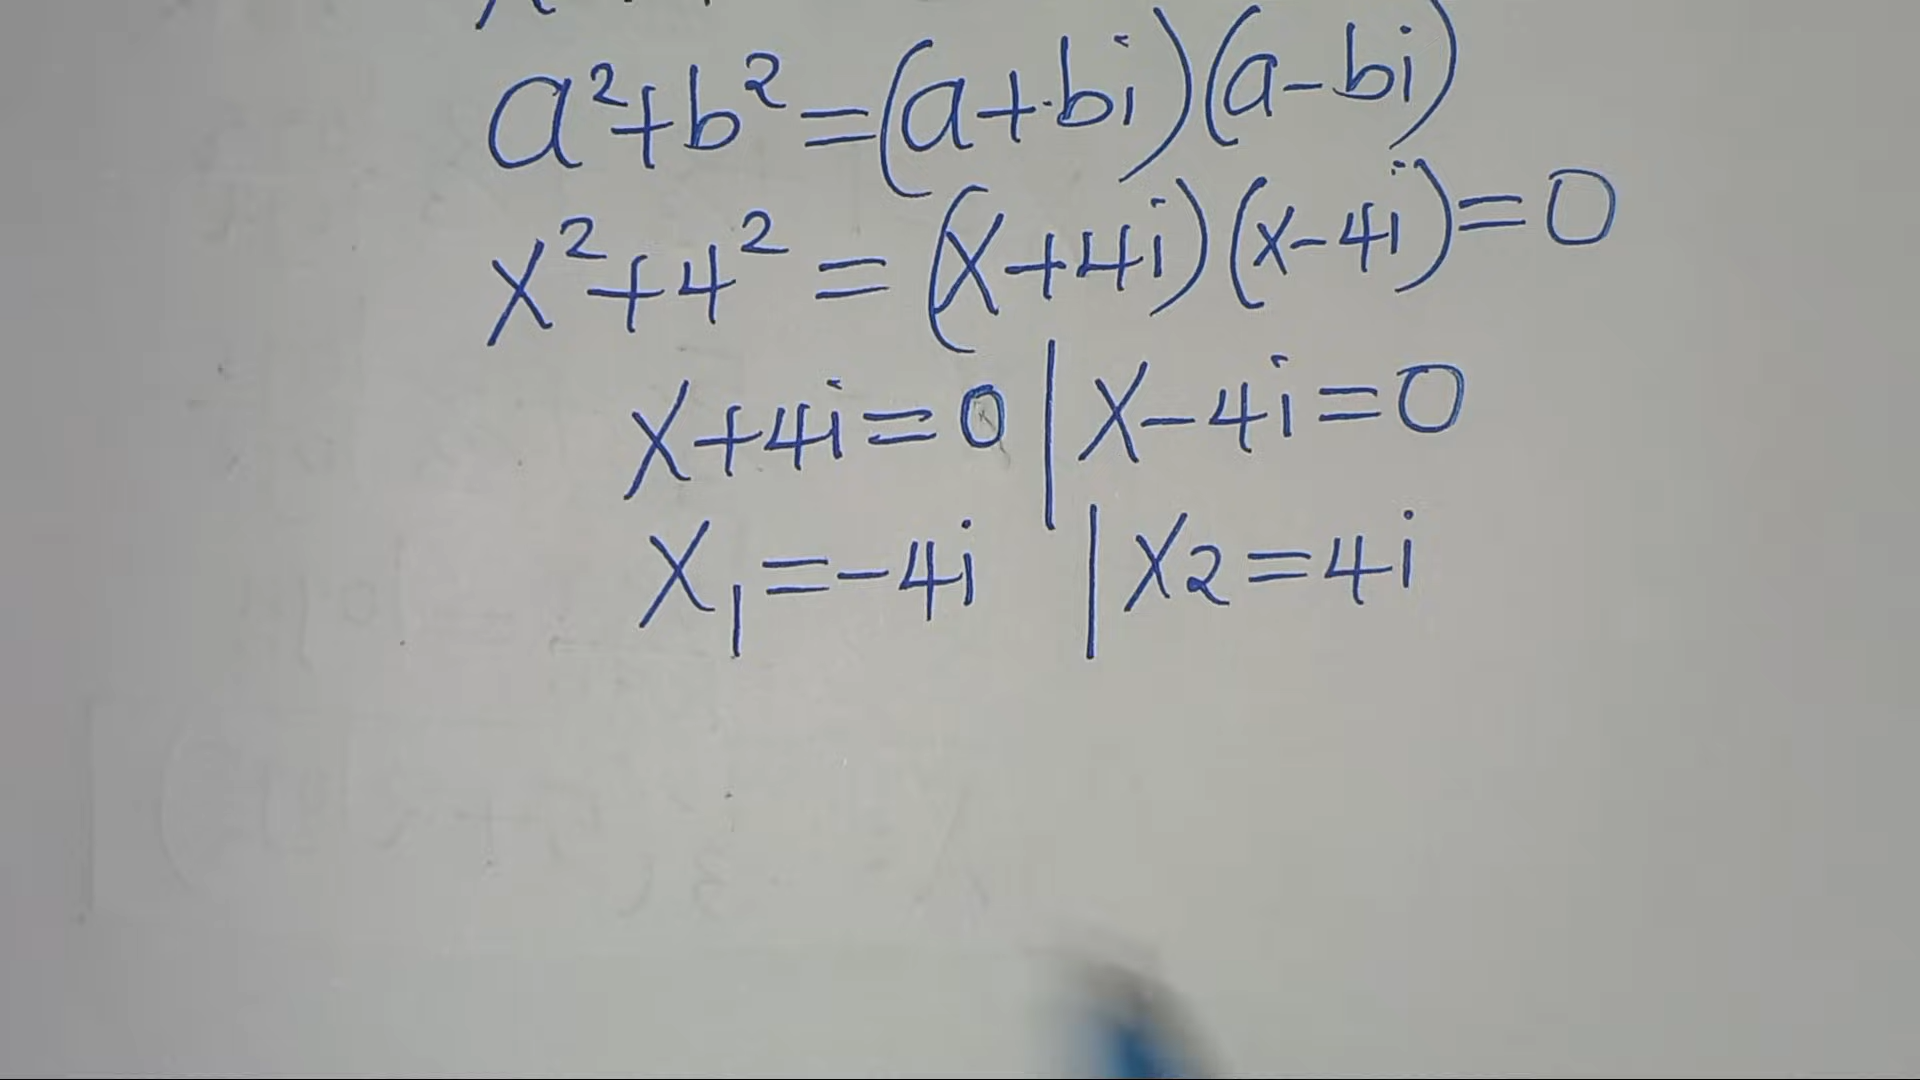 a²+b²=(a+bi)(a-bi)
x²+4²=(x+4i)(x-4i)=0
x+4i=0|x-4i=0
x₁=-4i |x2=4i